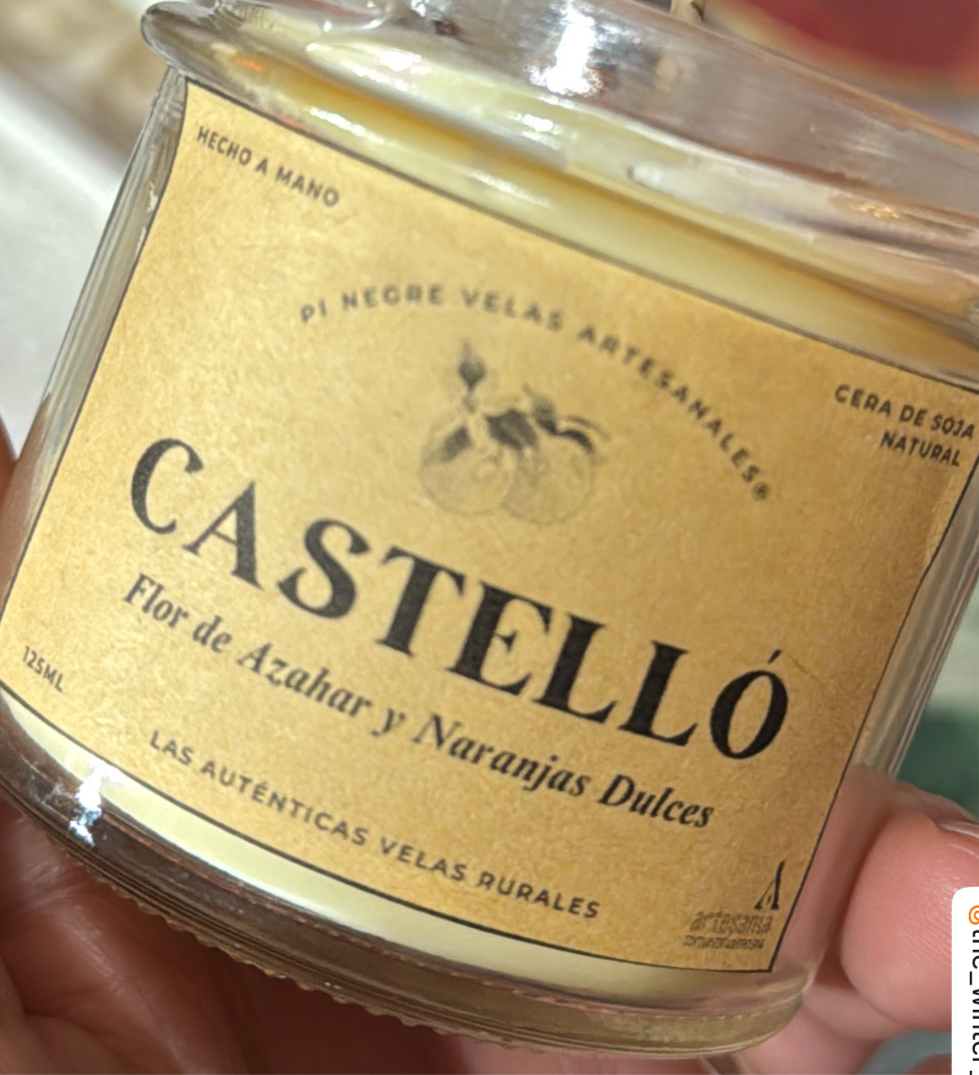 HECHO A MANO
PI NEGRE VELAS ARTESANALES®
CERA DE SOJA
NATURAL
CASTELLÓ
Flor de Azahar y Naranjas Dulces
125ML
LAS AUTÉNTICAS VELAS RURALES
artesanía